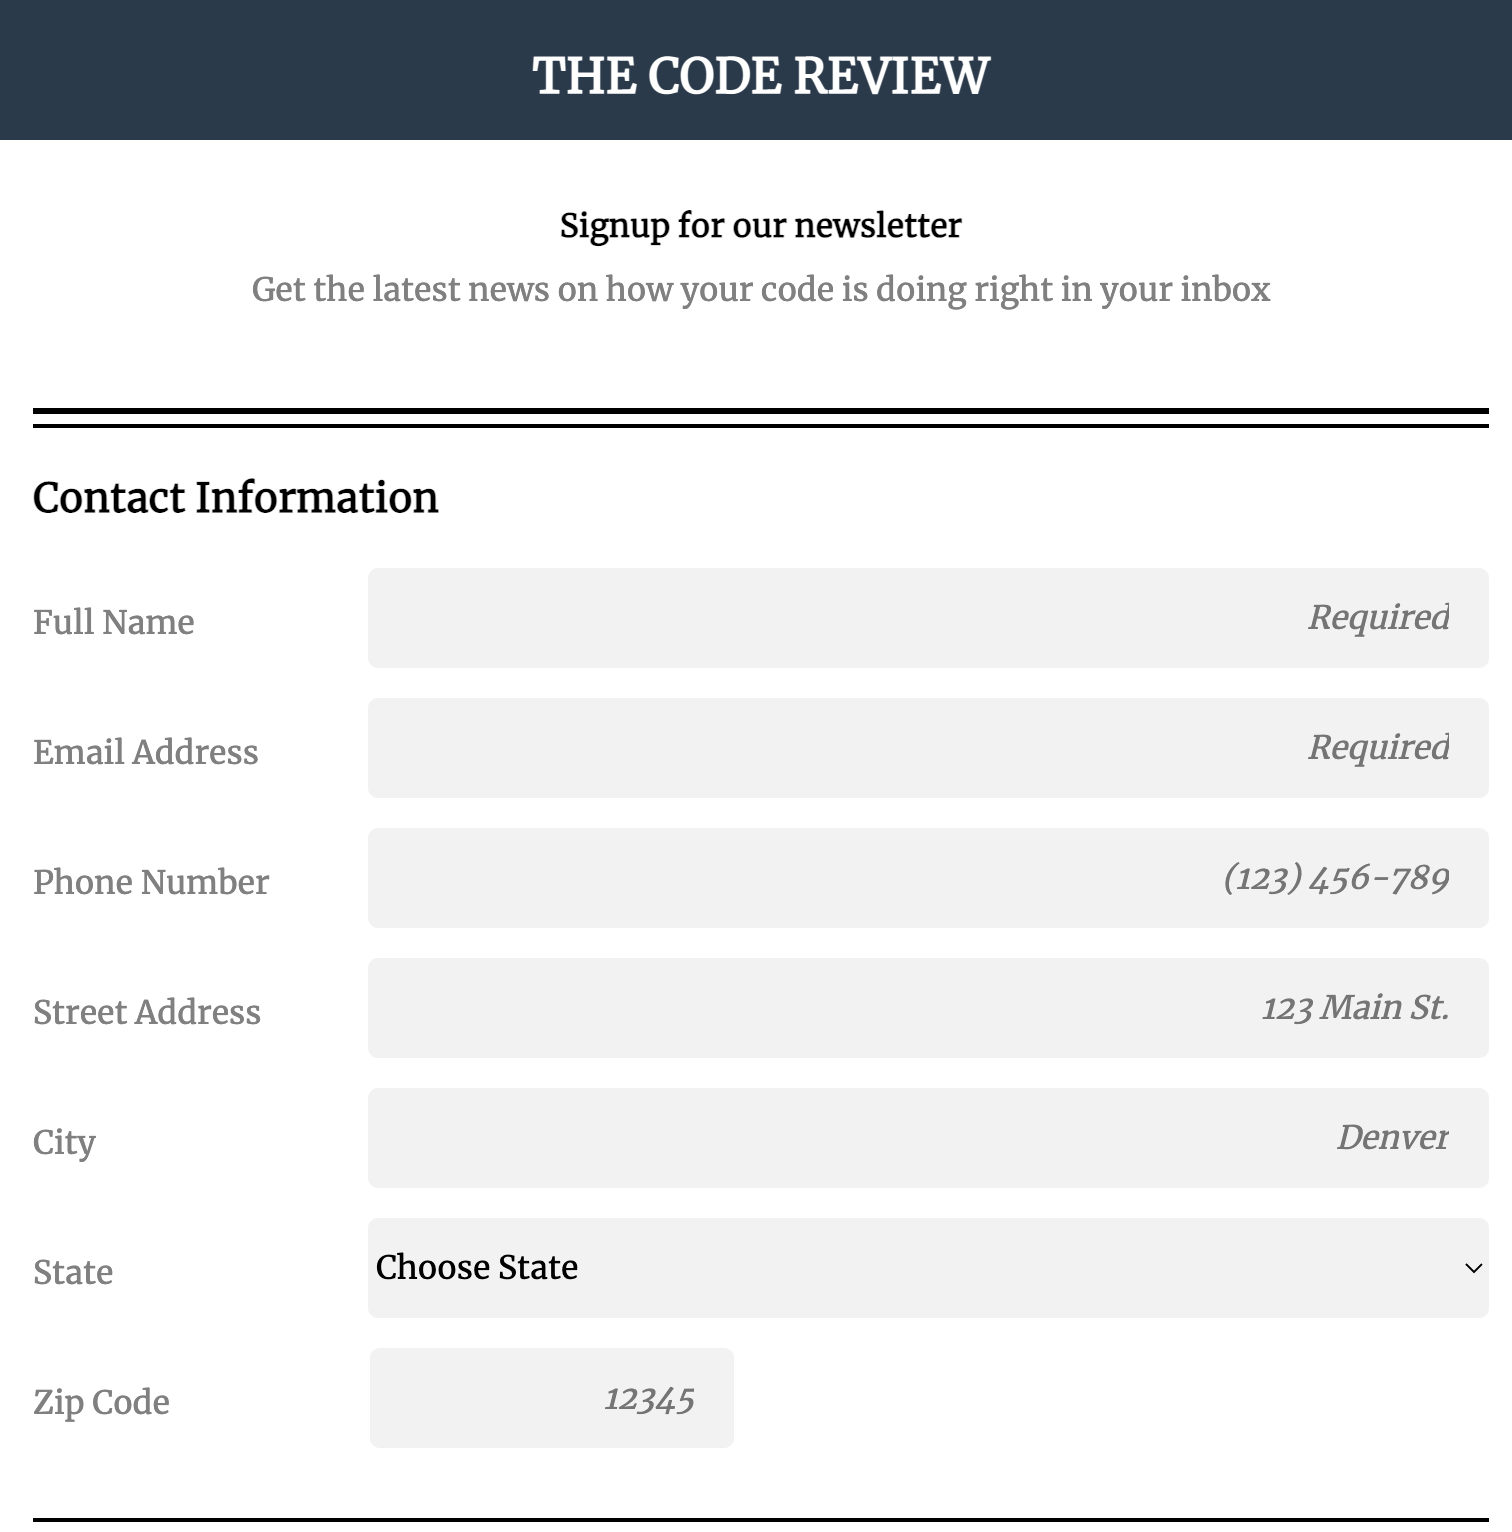 THE CODE REVIEW
Signup for our newsletter
Get the latest news on how your code is doing right in your inbox
Contact Information
Full Name Required
Email Address Required
Phone Number (123) 456-789
Street Address 123 Main St.
City Denver
State Choose State
Zip Code 12345